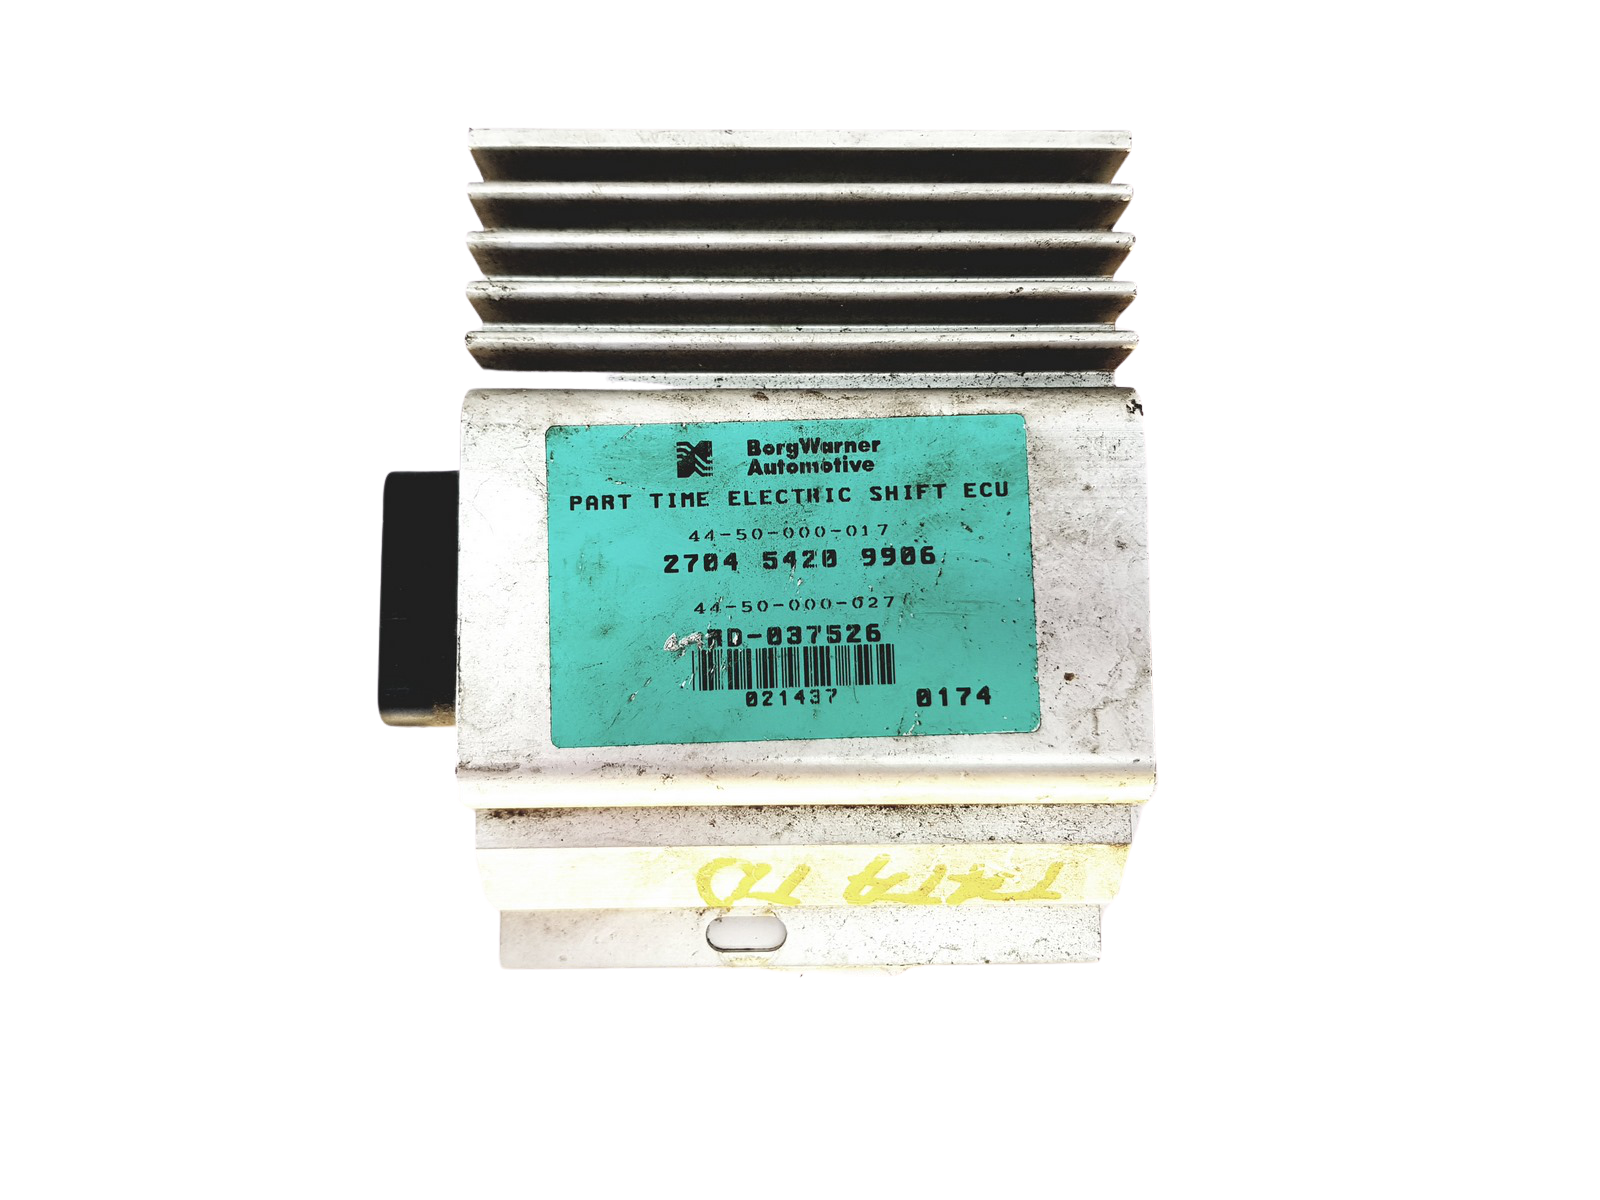 BorgWarner
Automotive
PART TIME ELECTRIC SHIFT ECU
44-50-000-017
2704 5420 9906
44-50-000-027
RD-037526
021437 0174
TATA